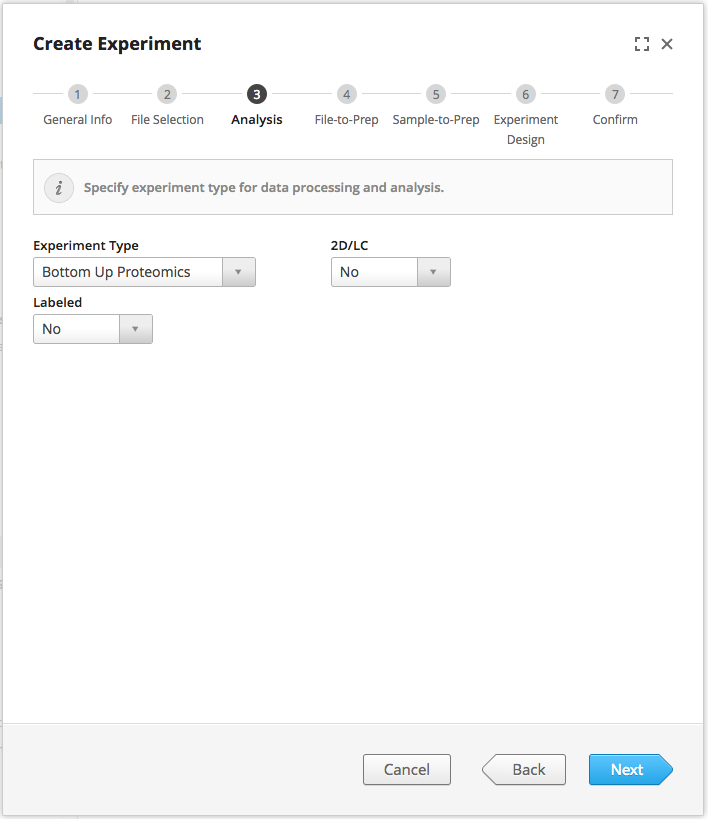 Create Experiment
1 2 3 4 5 6 7
General Info File Selection Analysis File-to-Prep Sample-to-Prep Experiment Design Confirm
i Specify experiment type for data processing and analysis.
Experiment Type 2D/LC
Bottom Up Proteomics No
Labeled
No
Cancel Back Next